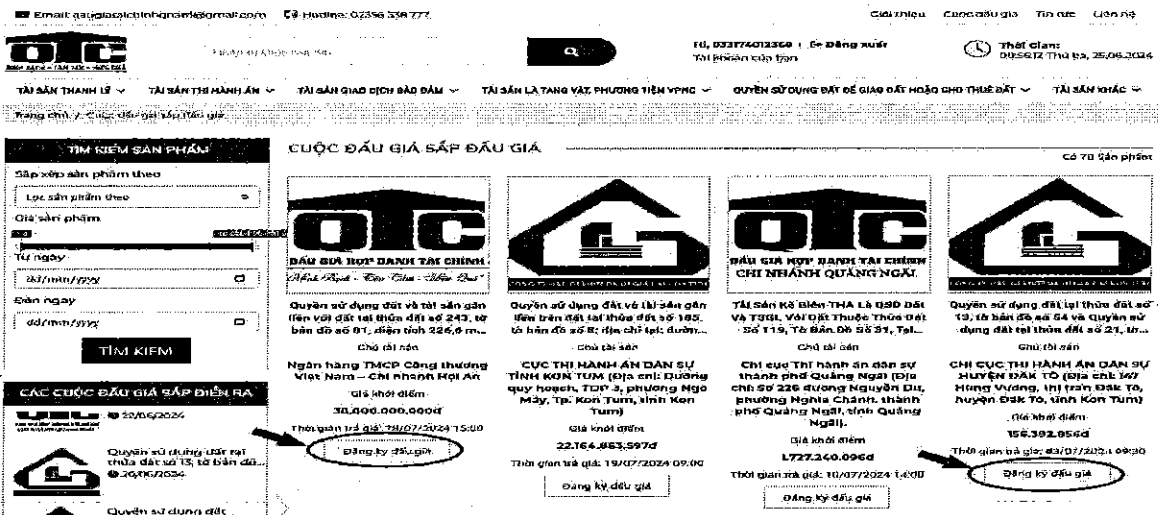 Hotline: 02356 338 777
Giới thiệu Cuộc đấu giá Tin tức Liên hệ
OTC
Đăng xuất
Tài khoản của bạn
Thời Gian:
Thứ ba, 25/06/2024
TÀI SẢN THANH LÝ TÀI SẢN THI HÀNH ÁN TÀI SẢN GIAO DỊCH BẢO ĐẢM TÀI SẢN LÀ TANG VẬT, PHƯƠNG TIỆN VPHC QUYỀN SỬ DỤNG ĐẤT ĐỂ GIAO ĐẤT HOẶC CHO THUÊ ĐẤT TÀI SẢN KHÁC
Trang chủ / Cuộc đấu giá sắp đấu giá
TÌM KIẾM SẢN PHẨM
Sắp xếp sản phẩm theo
Lọc sản phẩm theo
Giá sản phẩm
Từ ngày
dd/mm/yyyy
Đến ngày
dd/mm/yyyy
TÌM KIẾM
CÁC CUỘC ĐẤU GIÁ SẮP DIỄN RA
22/06/2024
Quyền sử dụng đất tại
thửa đất số 13, tờ bản đồ...
26/06/2024
Quyền sử dụng đất
CUỘC ĐẤU GIÁ SẮP ĐẤU GIÁ
Có 70 sản phẩm
OTC
ĐẤU GIÁ HỢP DANH TÀI CHÍNH
Quyền sử dụng đất và tài sản gắn
liền với đất tại thửa đất số 243, tờ
bản đồ số 01, diện tích 226,6 m...
Chủ tài sản
Ngân hàng TMCP Công thương
Việt Nam – Chi nhánh Hội An
Giá khởi điểm
30.000.000.000đ
Thời gian trả giá: 18/07/2024 15:00
Đăng ký đấu giá
Quyền sử dụng đất và tài sản gắn
liền trên đất tại thửa đất số 185,
tờ bản đồ số 8; địa chỉ tại: đường...
Chủ tài sản
CỤC THI HÀNH ÁN DÂN SỰ
TỈNH KON TUM (Địa chỉ: Đường
quy hoạch, TDP 3, phường Ngô
Mây, Tp. Kon Tum, tỉnh Kon
Tum)
Giá khởi điểm
22.164.863.597đ
Thời gian trả giá: 19/07/2024 09:00
Đăng ký đấu giá
OTC
ĐẤU GIÁ HỢP DANH TÀI CHÍNH
CHI NHÁNH QUẢNG NGÃI
Tài Sản Kê Biên THA Là QSD Đất
Và TSGL Với Đất Thuộc Thửa Đất
Số 119, Tờ Bản Đồ Số 31, Tại...
Chủ tài sản
Chi cục Thi hành án dân sự
thành phố Quảng Ngãi (Địa
chỉ: Số 226 đường Nguyễn Du,
phường Nghĩa Chánh, thành
phố Quảng Ngãi, tỉnh Quảng
Ngãi).
Giá khởi điểm
1.727.240.096đ
Thời gian trả giá: 10/07/2024 14:00
Đăng ký đấu giá
Quyền sử dụng đất tại thửa đất số
13, tờ bản đồ số 54 và Quyền sử
dụng đất tại thửa đất số 21, tờ...
Chủ tài sản
CHI CỤC THI HÀNH ÁN DÂN SỰ
HUYỆN ĐĂK TÔ (Địa chỉ: 167
Hùng Vương, thị trấn Đăk Tô,
huyện Đăk Tô, tỉnh Kon Tum)
Giá khởi điểm
156.392.056đ
Thời gian trả giá: 03/07/2024 09:30
Đăng ký đấu giá